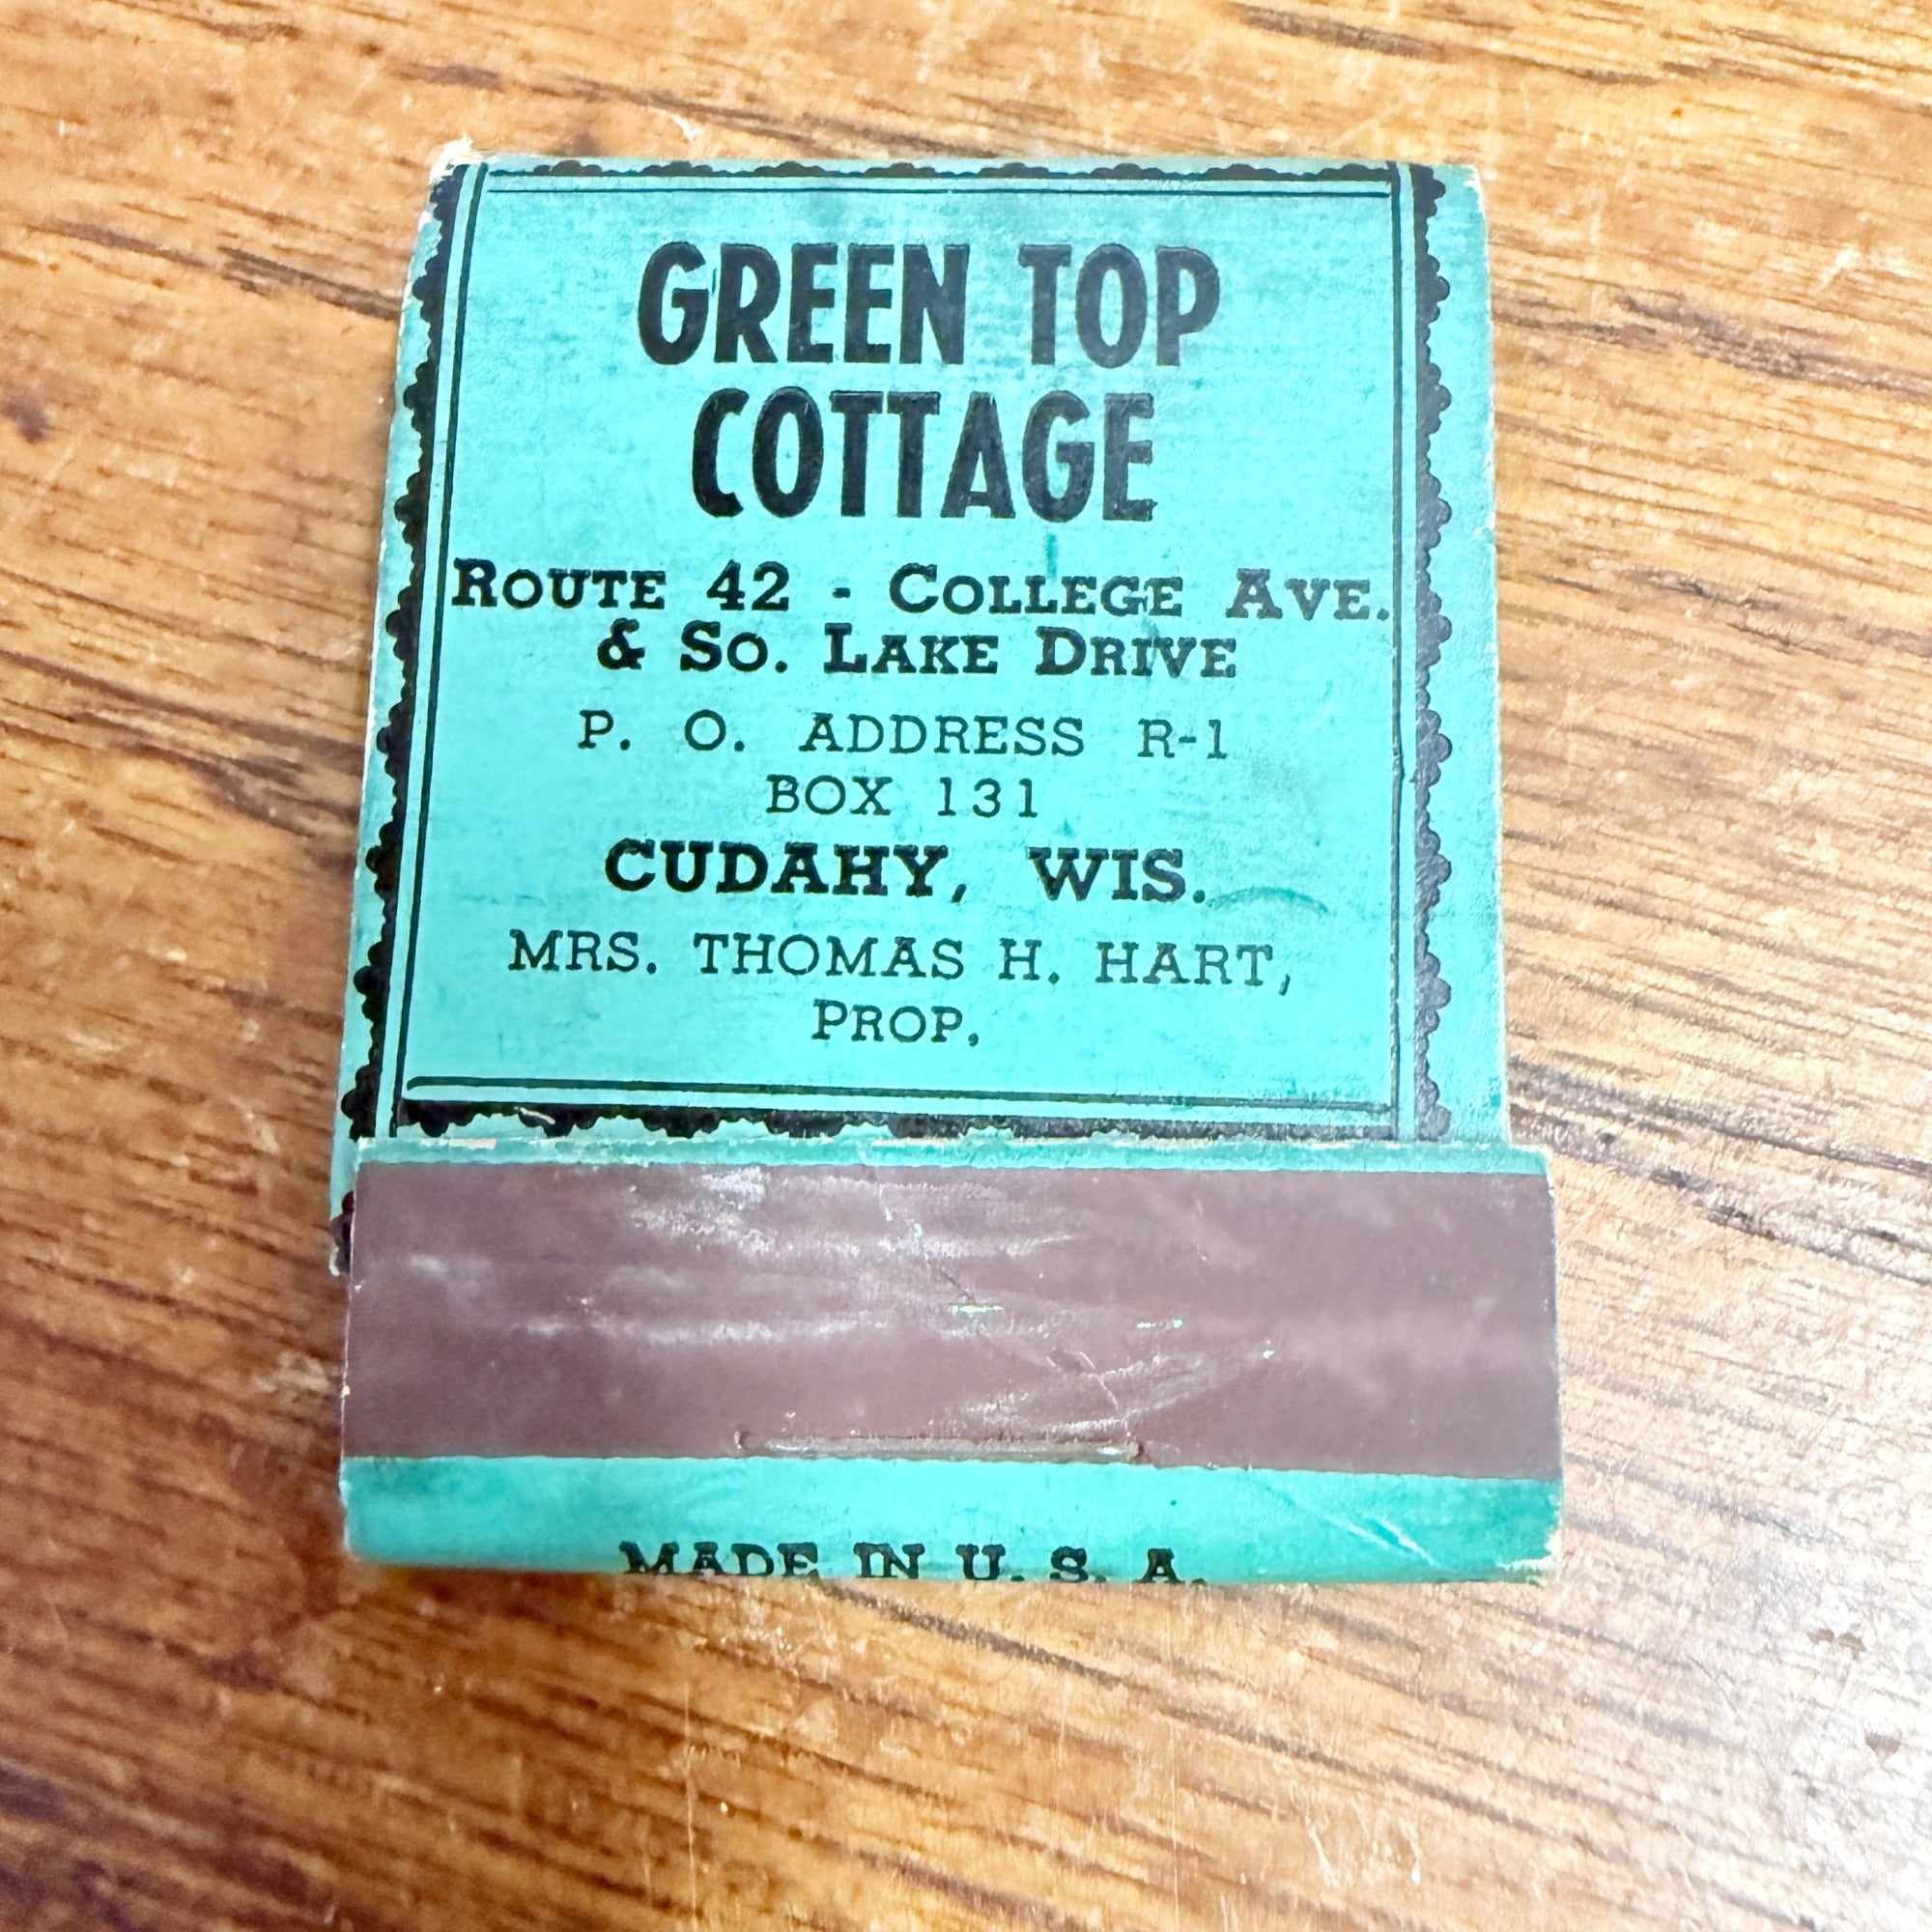 GREEN TOP
COTTAGE
ROUTE 42 - COLLEGE AVE.
& SO. LAKE DRIVE
P. O. ADDRESS R-1
BOX 131
CUDAHY, WIS.
MRS. THOMAS H. HART,
PROP.
MADE IN U. S. A.